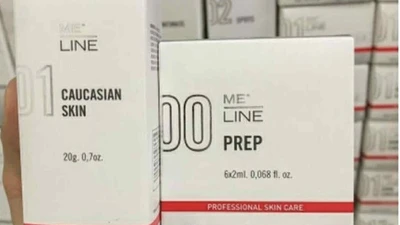 01
ME
LINE
CAUCASIAN
SKIN
20g. 0,7oz.
00
ME
LINE
PREP
6x2ml. 0,068 fl. oz.
PROFESSIONAL SKIN CARE
02